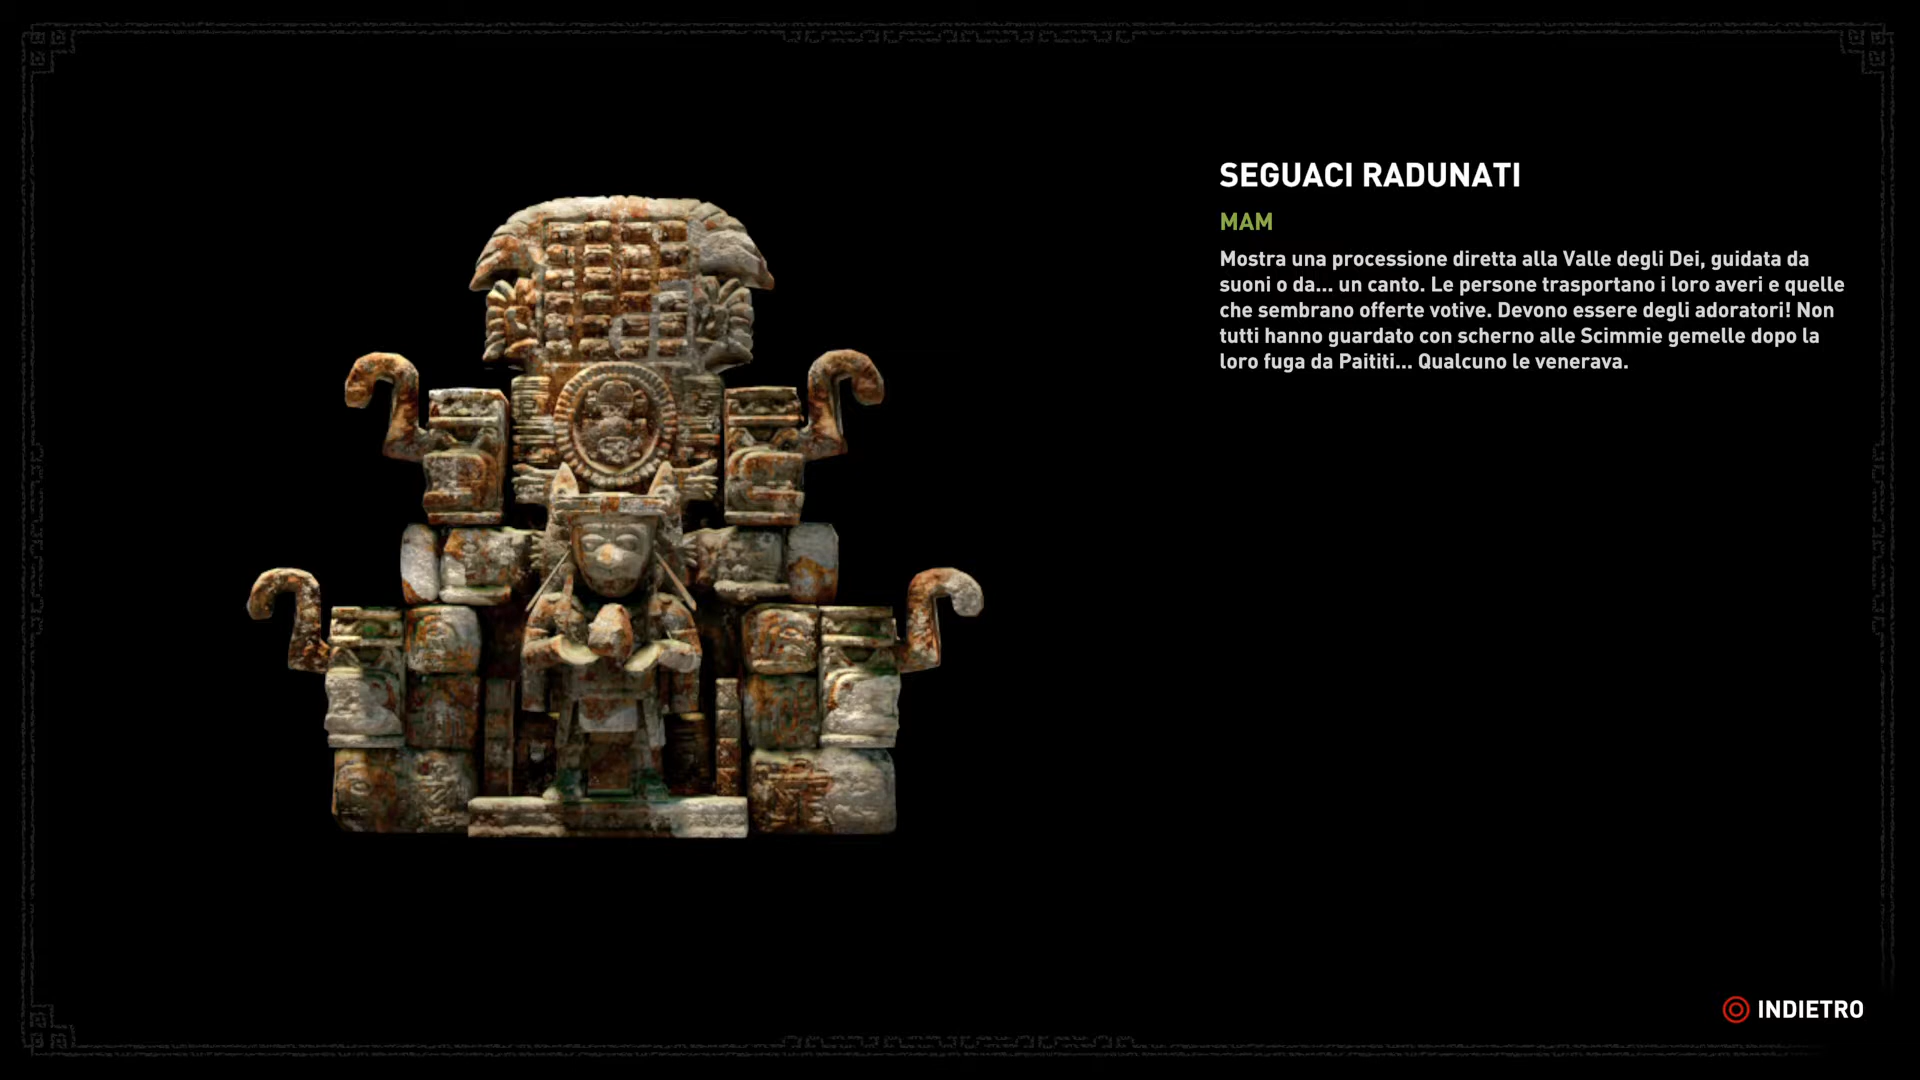 SEGUACI RADUNATI
MAM
Mostra una processione diretta alla Valle degli Dei, guidata da
suoni o da... un canto. Le persone trasportano i loro averi e quelle
che sembrano offerte votive. Devono essere degli adoratori! Non
tutti hanno guardato con scherno alle Scimmie gemelle dopo la
loro fuga da Paititi... Qualcuno le venerava.
INDIETRO